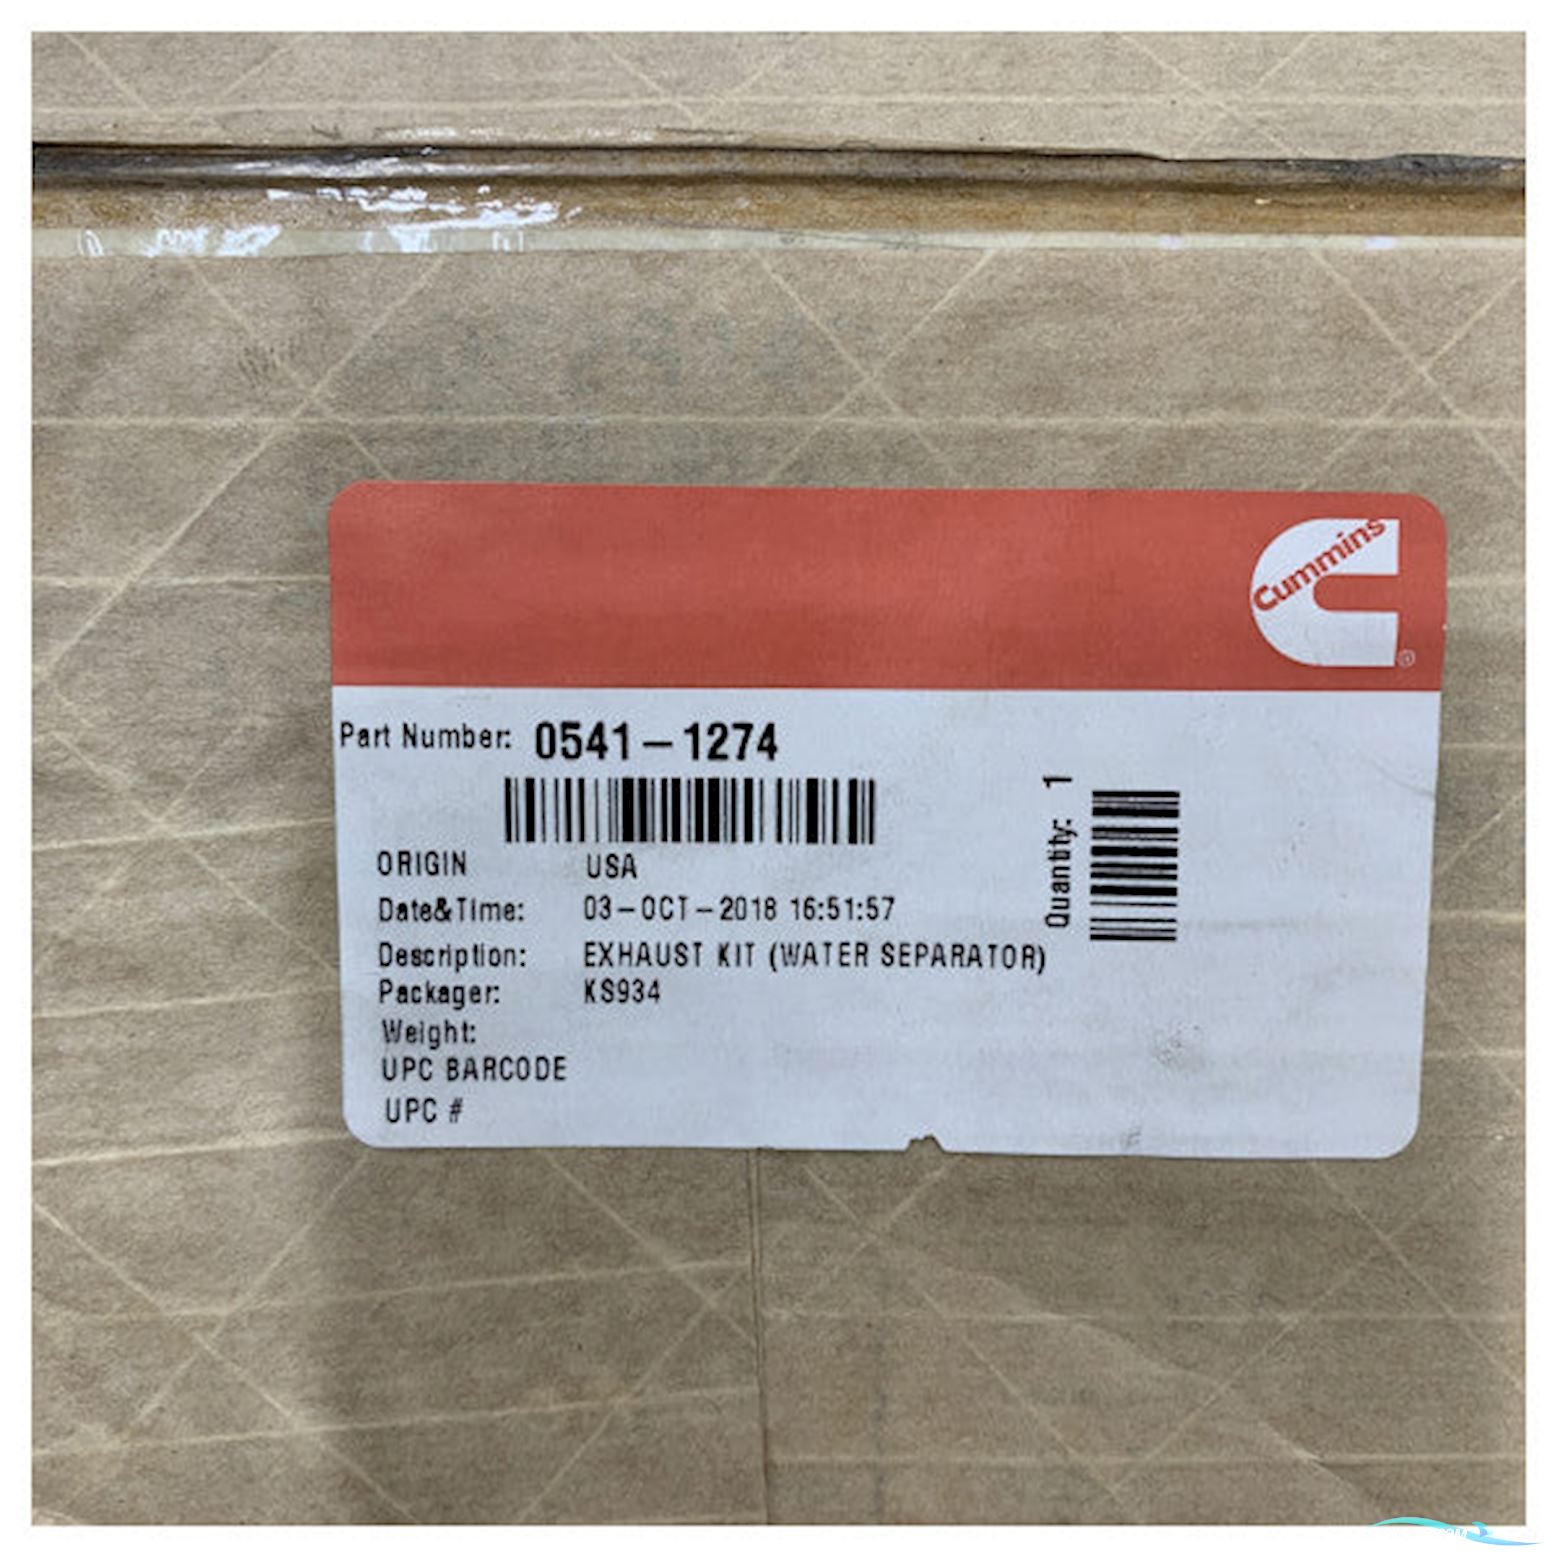 Cummins
®
Part Number: 0541-1274
Quantity: 1
ORIGIN USA
Date&Time: 03-OCT-2018 16:51:57
Description: EXHAUST KIT (WATER SEPARATOR)
Packager: KS934
Weight:
UPC BARCODE
UPC #